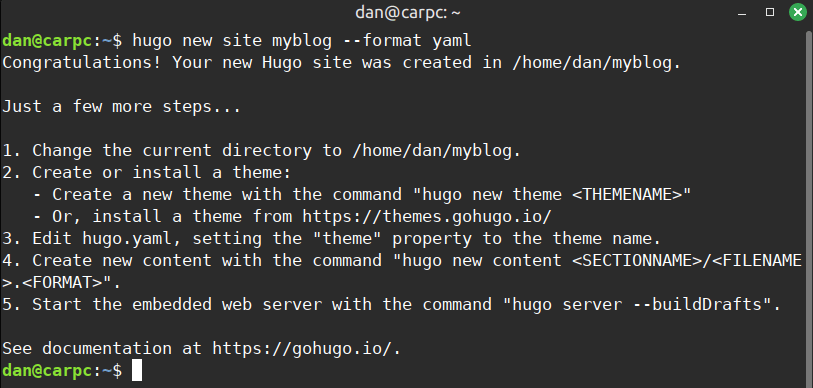 dan@carpc: ~
dan@carpc:~$ hugo new site myblog --format yaml
Congratulations! Your new Hugo site was created in /home/dan/myblog.
Just a few more steps...
1. Change the current directory to /home/dan/myblog.
2. Create or install a theme:
   - Create a new theme with the command "hugo new theme <THEMENAME>"
   - Or, install a theme from https://themes.gohugo.io/
3. Edit hugo.yaml, setting the "theme" property to the theme name.
4. Create new content with the command "hugo new content <SECTIONNAME>/<FILENAME
>.<FORMAT>".
5. Start the embedded web server with the command "hugo server --buildDrafts".
See documentation at https://gohugo.io/.
dan@carpc:~$